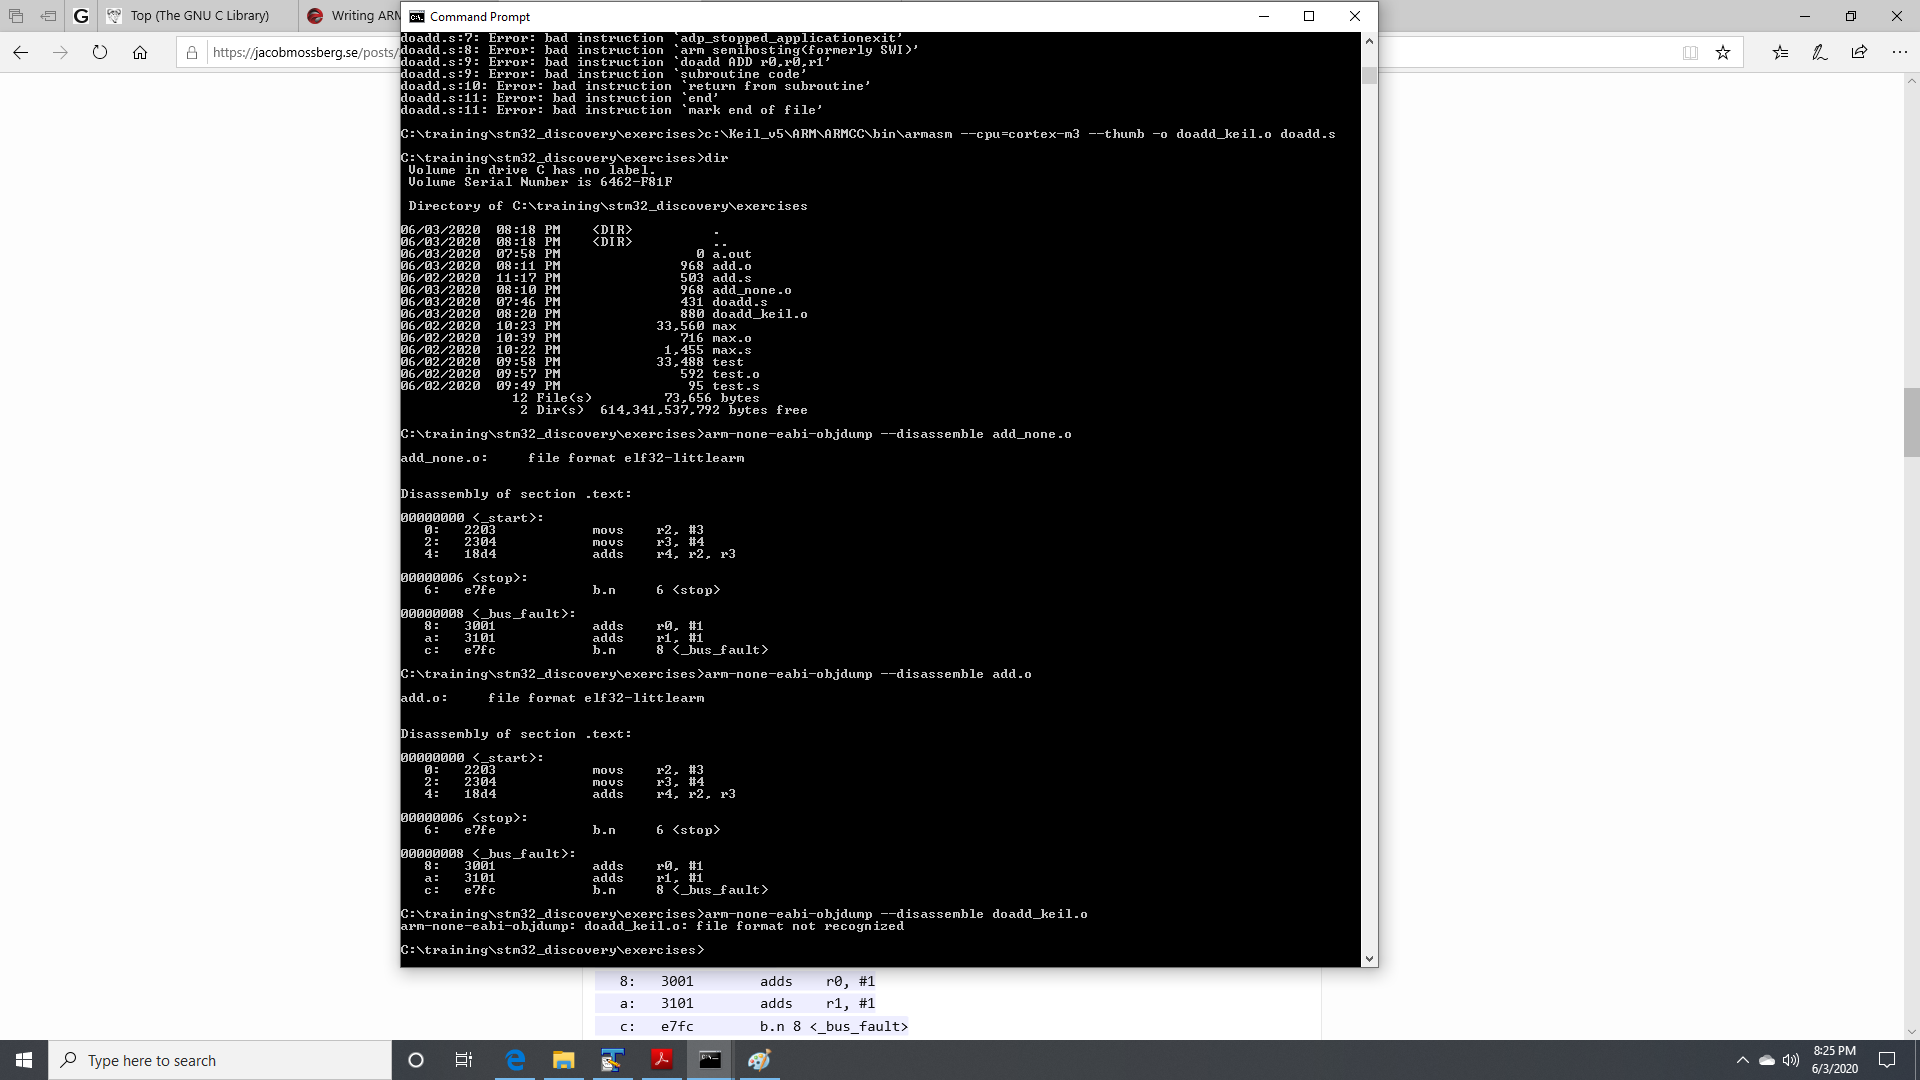 Top (The GNU C Library)
Writing ARM
https://jacobmossberg.se/posts/
Command Prompt
doadd.s:7: Error: bad instruction `adp_stopped_applicationexit'
doadd.s:8: Error: bad instruction `arm semihosting(formerly SWI)'
doadd.s:9: Error: bad instruction `doadd ADD r0,r0,r1'
doadd.s:9: Error: bad instruction `subroutine code'
doadd.s:10: Error: bad instruction `return from subroutine'
doadd.s:11: Error: bad instruction `end'
doadd.s:11: Error: bad instruction `mark end of file'
C:\training\stm32_discovery\exercises>c:\Keil_v5\ARM\ARMCC\bin\armasm --cpu=cortex-m3 --thumb -o doadd_keil.o doadd.s
C:\training\stm32_discovery\exercises>dir
Volume in drive C has no label.
Volume Serial Number is 6462-F81F
Directory of C:\training\stm32_discovery\exercises
06/03/2020 08:18 PM <DIR> .
06/03/2020 08:18 PM <DIR> ..
06/03/2020 07:58 PM 0 a.out
06/03/2020 08:11 PM 968 add.o
06/02/2020 11:17 PM 503 add.s
06/03/2020 08:10 PM 968 add_none.o
06/03/2020 07:46 PM 431 doadd.s
06/03/2020 08:20 PM 880 doadd_keil.o
06/02/2020 10:23 PM 33,560 max
06/02/2020 10:39 PM 716 max.o
06/02/2020 10:22 PM 1,455 max.s
06/02/2020 09:58 PM 33,488 test
06/02/2020 09:57 PM 592 test.o
06/02/2020 09:49 PM 95 test.s
12 File(s) 73,656 bytes
2 Dir(s) 614,341,537,792 bytes free
C:\training\stm32_discovery\exercises>arm-none-eabi-objdump --disassemble add_none.o
add_none.o: file format elf32-littlearm
Disassembly of section .text:
00000000 <_start>:
0: 2203 movs r2, #3
2: 2304 movs r3, #4
4: 18d4 adds r4, r2, r3
00000006 <stop>:
6: e7fe b.n 6 <stop>
00000008 <_bus_fault>:
8: 3001 adds r0, #1
a: 3101 adds r1, #1
c: e7fc b.n 8 <_bus_fault>
C:\training\stm32_discovery\exercises>arm-none-eabi-objdump --disassemble add.o
add.o: file format elf32-littlearm
Disassembly of section .text:
00000000 <_start>:
0: 2203 movs r2, #3
2: 2304 movs r3, #4
4: 18d4 adds r4, r2, r3
00000006 <stop>:
6: e7fe b.n 6 <stop>
00000008 <_bus_fault>:
8: 3001 adds r0, #1
a: 3101 adds r1, #1
c: e7fc b.n 8 <_bus_fault>
C:\training\stm32_discovery\exercises>arm-none-eabi-objdump --disassemble doadd_keil.o
arm-none-eabi-objdump: doadd_keil.o: file format not recognized
C:\training\stm32_discovery\exercises>
8: 3001 adds r0, #1
a: 3101 adds r1, #1
c: e7fc b.n 8 <_bus_fault>
Type here to search
8:25 PM
6/3/2020